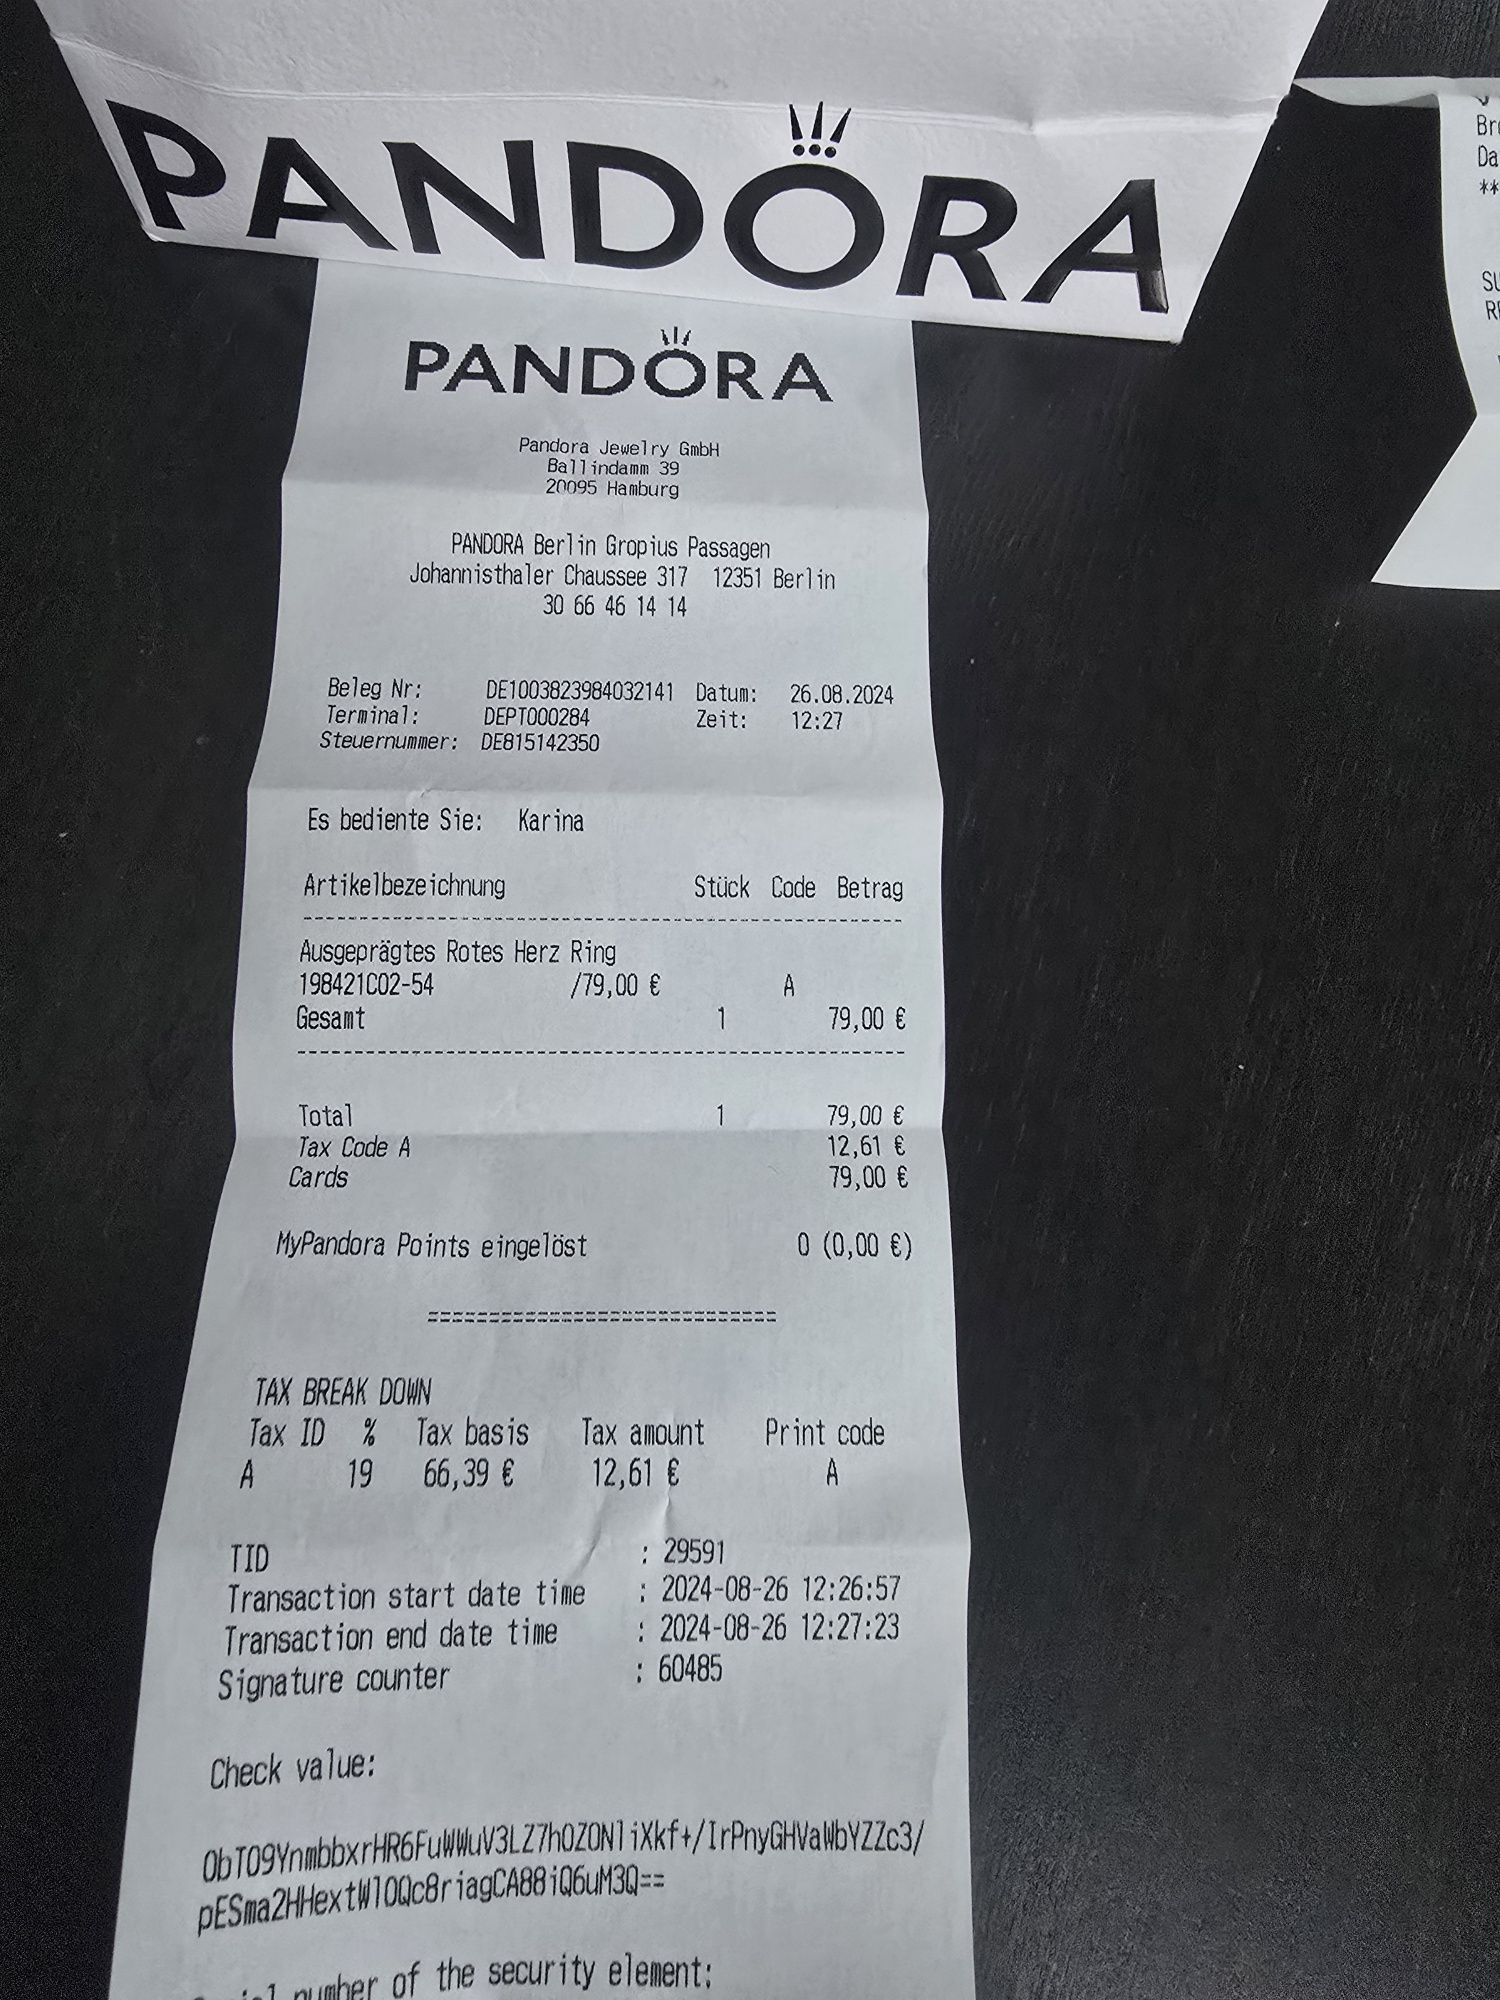 PANDORA
PANDORA
Pandora Jewelry GmbH
Ballindamm 39
20095 Hamburg
PANDORA Berlin Gropius Passagen
Johannisthaler Chaussee 317 12351 Berlin
30 66 46 14 14
Beleg Nr: DE1003823984032141 Datum: 26.08.2024
Terminal: DEPT000284 Zeit: 12:27
Steuernummer: DE815142350
Es bediente Sie: Karina
Artikelbezeichnung Stück Code Betrag
Ausgeprägtes Rotes Herz Ring
198421C02-54 /79,00 € A
Gesamt 1 79,00 €
Total 1 79,00 €
Tax Code A 12,61 €
Cards 79,00 €
MyPandora Points eingelöst 0 (0,00 €)
============================
TAX BREAK DOWN
Tax ID % Tax basis Tax amount Print code
A 19 66,39 € 12,61 € A
TID : 29591
Transaction start date time : 2024-08-26 12:26:57
Transaction end date time : 2024-08-26 12:27:23
Signature counter : 60485
Check value:
ObTO9YnmbbxrHR6FuWWuV3LZ7hOZON1iXkf+/IrPnyGHVaWbYZZc3/
pESma2HHextWlOQc8riagCA88iQ6uM3Q==
number of the security element:
Br
Da
**
SU